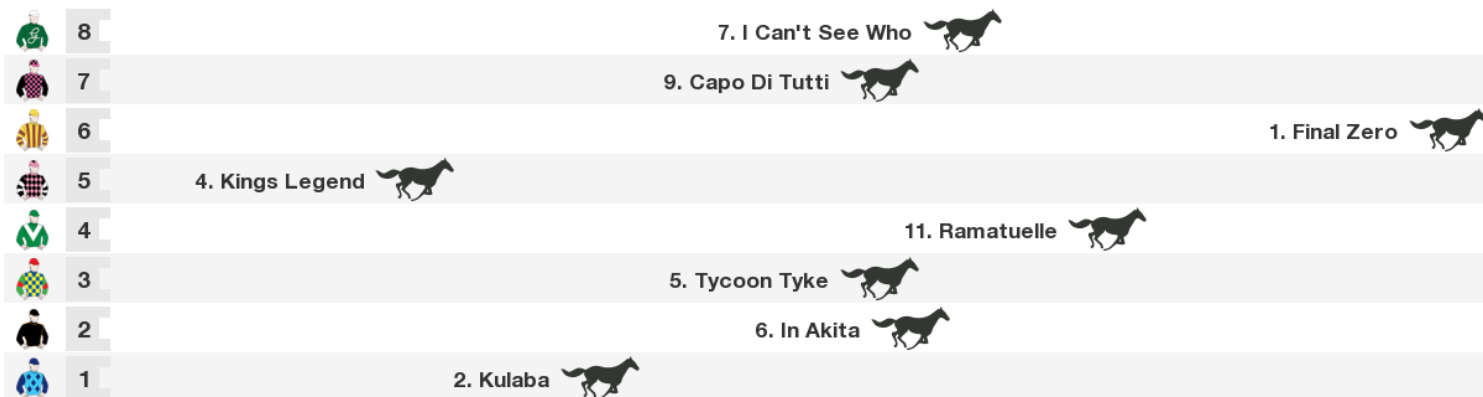 8 7. I Can't See Who
7 9. Capo Di Tutti
6 1. Final Zero
5 4. Kings Legend
4 11. Ramatuelle
3 5. Tycoon Tyke
2 6. In Akita
1 2. Kulaba